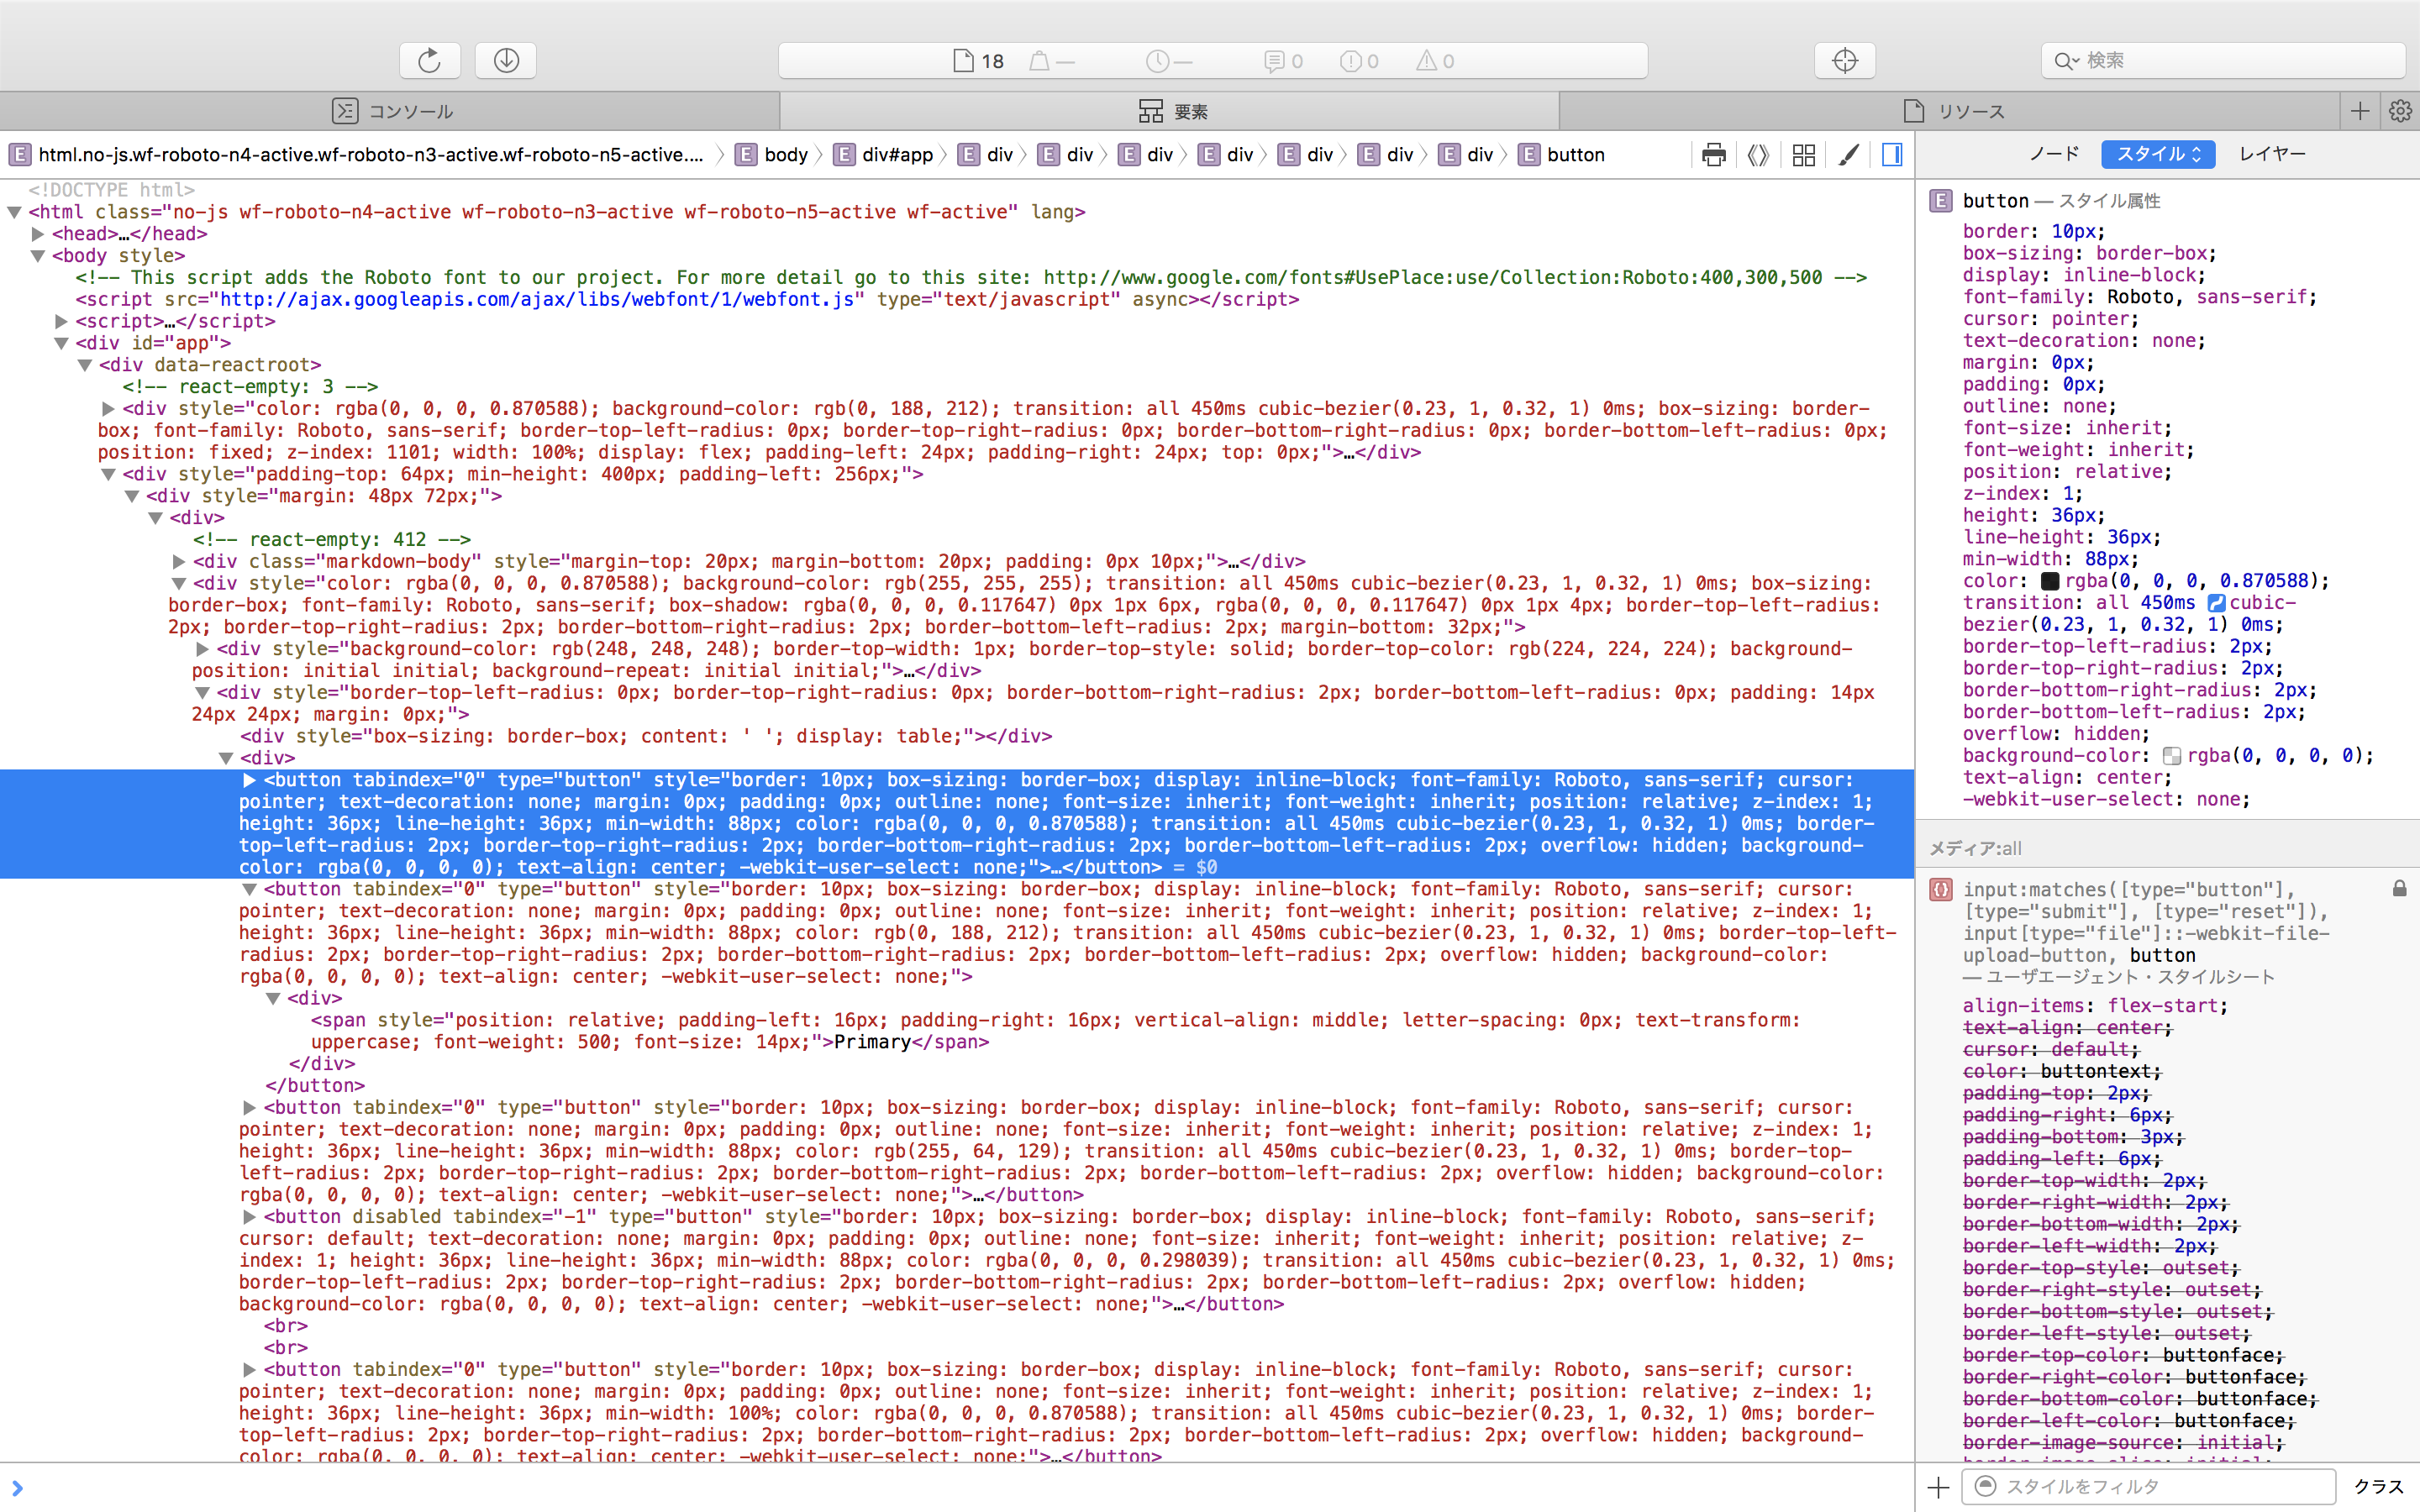 18 — — 0 0 0 検索
コンソール 要素 リソース
E html.no-js.wf-roboto-n4-active.wf-roboto-n3-active.wf-roboto-n5-active.... E body E div#app E div E div E div E div E div E div E div E button
ノード スタイル レイヤー
<!DOCTYPE html>
<html class="no-js wf-roboto-n4-active wf-roboto-n3-active wf-roboto-n5-active wf-active" lang>
<head>…</head>
<body style>
<!-- This script adds the Roboto font to our project. For more detail go to this site: http://www.google.com/fonts#UsePlace:use/Collection:Roboto:400,300,500 -->
<script src="http://ajax.googleapis.com/ajax/libs/webfont/1/webfont.js" type="text/javascript" async></script>
<script>…</script>
<div id="app">
<div data-reactroot>
<!-- react-empty: 3 -->
<div style="color: rgba(0, 0, 0, 0.870588); background-color: rgb(0, 188, 212); transition: all 450ms cubic-bezier(0.23, 1, 0.32, 1) 0ms; box-sizing: border-
box; font-family: Roboto, sans-serif; border-top-left-radius: 0px; border-top-right-radius: 0px; border-bottom-right-radius: 0px; border-bottom-left-radius: 0px;
position: fixed; z-index: 1101; width: 100%; display: flex; padding-left: 24px; padding-right: 24px; top: 0px;">…</div>
<div style="padding-top: 64px; min-height: 400px; padding-left: 256px;">
<div style="margin: 48px 72px;">
<div>
<!-- react-empty: 412 -->
<div class="markdown-body" style="margin-top: 20px; margin-bottom: 20px; padding: 0px 10px;">…</div>
<div style="color: rgba(0, 0, 0, 0.870588); background-color: rgb(255, 255, 255); transition: all 450ms cubic-bezier(0.23, 1, 0.32, 1) 0ms; box-sizing:
border-box; font-family: Roboto, sans-serif; box-shadow: rgba(0, 0, 0, 0.117647) 0px 1px 6px, rgba(0, 0, 0, 0.117647) 0px 1px 4px; border-top-left-radius:
2px; border-top-right-radius: 2px; border-bottom-right-radius: 2px; border-bottom-left-radius: 2px; margin-bottom: 32px;">
<div style="background-color: rgb(248, 248, 248); border-top-width: 1px; border-top-style: solid; border-top-color: rgb(224, 224, 224); background-
position: initial initial; background-repeat: initial initial;">…</div>
<div style="border-top-left-radius: 0px; border-top-right-radius: 0px; border-bottom-right-radius: 2px; border-bottom-left-radius: 0px; padding: 14px
24px 24px; margin: 0px;">
<div style="box-sizing: border-box; content: ' '; display: table;"></div>
<div>
<button tabindex="0" type="button" style="border: 10px; box-sizing: border-box; display: inline-block; font-family: Roboto, sans-serif; cursor:
pointer; text-decoration: none; margin: 0px; padding: 0px; outline: none; font-size: inherit; font-weight: inherit; position: relative; z-index: 1;
height: 36px; line-height: 36px; min-width: 88px; color: rgba(0, 0, 0, 0.870588); transition: all 450ms cubic-bezier(0.23, 1, 0.32, 1) 0ms; border-
top-left-radius: 2px; border-top-right-radius: 2px; border-bottom-right-radius: 2px; border-bottom-left-radius: 2px; overflow: hidden; background-
color: rgba(0, 0, 0, 0); text-align: center; -webkit-user-select: none;">…</button> = $0
<button tabindex="0" type="button" style="border: 10px; box-sizing: border-box; display: inline-block; font-family: Roboto, sans-serif; cursor:
pointer; text-decoration: none; margin: 0px; padding: 0px; outline: none; font-size: inherit; font-weight: inherit; position: relative; z-index: 1;
height: 36px; line-height: 36px; min-width: 88px; color: rgb(0, 188, 212); transition: all 450ms cubic-bezier(0.23, 1, 0.32, 1) 0ms; border-top-left-
radius: 2px; border-top-right-radius: 2px; border-bottom-right-radius: 2px; border-bottom-left-radius: 2px; overflow: hidden; background-color:
rgba(0, 0, 0, 0); text-align: center; -webkit-user-select: none;">
<div>
<span style="position: relative; padding-left: 16px; padding-right: 16px; vertical-align: middle; letter-spacing: 0px; text-transform:
uppercase; font-weight: 500; font-size: 14px;">Primary</span>
</div>
</button>
<button tabindex="0" type="button" style="border: 10px; box-sizing: border-box; display: inline-block; font-family: Roboto, sans-serif; cursor:
pointer; text-decoration: none; margin: 0px; padding: 0px; outline: none; font-size: inherit; font-weight: inherit; position: relative; z-index: 1;
height: 36px; line-height: 36px; min-width: 88px; color: rgb(255, 64, 129); transition: all 450ms cubic-bezier(0.23, 1, 0.32, 1) 0ms; border-top-
left-radius: 2px; border-top-right-radius: 2px; border-bottom-right-radius: 2px; border-bottom-left-radius: 2px; overflow: hidden; background-color:
rgba(0, 0, 0, 0); text-align: center; -webkit-user-select: none;">…</button>
<button disabled tabindex="-1" type="button" style="border: 10px; box-sizing: border-box; display: inline-block; font-family: Roboto, sans-serif;
cursor: default; text-decoration: none; margin: 0px; padding: 0px; outline: none; font-size: inherit; font-weight: inherit; position: relative; z-
index: 1; height: 36px; line-height: 36px; min-width: 88px; color: rgba(0, 0, 0, 0.298039); transition: all 450ms cubic-bezier(0.23, 1, 0.32, 1) 0ms;
border-top-left-radius: 2px; border-top-right-radius: 2px; border-bottom-right-radius: 2px; border-bottom-left-radius: 2px; overflow: hidden;
background-color: rgba(0, 0, 0, 0); text-align: center; -webkit-user-select: none;">…</button>
<br>
<br>
<button tabindex="0" type="button" style="border: 10px; box-sizing: border-box; display: inline-block; font-family: Roboto, sans-serif; cursor:
pointer; text-decoration: none; margin: 0px; padding: 0px; outline: none; font-size: inherit; font-weight: inherit; position: relative; z-index: 1;
height: 36px; line-height: 36px; min-width: 100%; color: rgba(0, 0, 0, 0.870588); transition: all 450ms cubic-bezier(0.23, 1, 0.32, 1) 0ms; border-
top-left-radius: 2px; border-top-right-radius: 2px; border-bottom-right-radius: 2px; border-bottom-left-radius: 2px; overflow: hidden; background-
color: rgba(0, 0, 0, 0); text-align: center; -webkit-user-select: none;">…</button>
E button — スタイル属性
border: 10px;
box-sizing: border-box;
display: inline-block;
font-family: Roboto, sans-serif;
cursor: pointer;
text-decoration: none;
margin: 0px;
padding: 0px;
outline: none;
font-size: inherit;
font-weight: inherit;
position: relative;
z-index: 1;
height: 36px;
line-height: 36px;
min-width: 88px;
color: rgba(0, 0, 0, 0.870588);
transition: all 450ms cubic-
bezier(0.23, 1, 0.32, 1) 0ms;
border-top-left-radius: 2px;
border-top-right-radius: 2px;
border-bottom-right-radius: 2px;
border-bottom-left-radius: 2px;
overflow: hidden;
background-color: rgba(0, 0, 0, 0);
text-align: center;
-webkit-user-select: none;
メディア:all
input:matches([type="button"],
[type="submit"], [type="reset"]),
input[type="file"]::-webkit-file-
upload-button, button
— ユーザエージェント・スタイルシート
align-items: flex-start;
text-align: center;
cursor: default;
color: buttontext;
padding-top: 2px;
padding-right: 6px;
padding-bottom: 3px;
padding-left: 6px;
border-top-width: 2px;
border-right-width: 2px;
border-bottom-width: 2px;
border-left-width: 2px;
border-top-style: outset;
border-right-style: outset;
border-bottom-style: outset;
border-left-style: outset;
border-top-color: buttonface;
border-right-color: buttonface;
border-bottom-color: buttonface;
border-left-color: buttonface;
border-image-source: initial;
border-image-slice: initial;
スタイルをフィルタ クラス